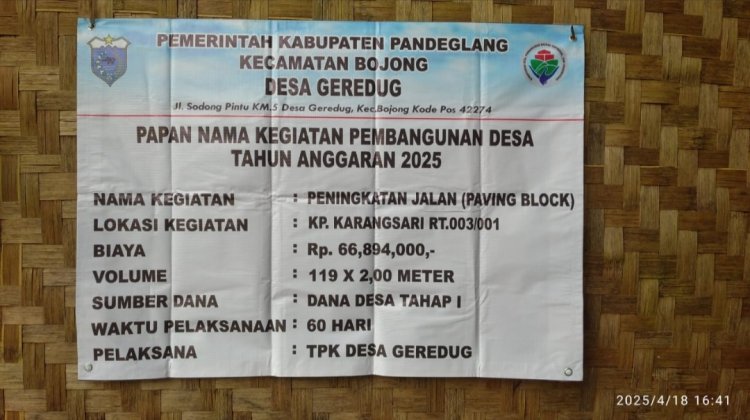 PEMERINTAH KABUPATEN PANDEGLANG
KECAMATAN BOJONG
DESA GEREDUG
Jl. Sodong Pintu KM.5 Desa Geredug, Kec.Bojong Kode Pos 42274
PAPAN NAMA KEGIATAN PEMBANGUNAN DESA
TAHUN ANGGARAN 2025
NAMA KEGIATAN : PENINGKATAN JALAN (PAVING BLOCK)
LOKASI KEGIATAN : KP. KARANGSARI RT.003/001
BIAYA : Rp. 66,894,000,-
VOLUME : 119 X 2,00 METER
SUMBER DANA : DANA DESA TAHAP I
WAKTU PELAKSANAAN : 60 HARI
PELAKSANA : TPK DESA GEREDUG
2025/4/18 16:41